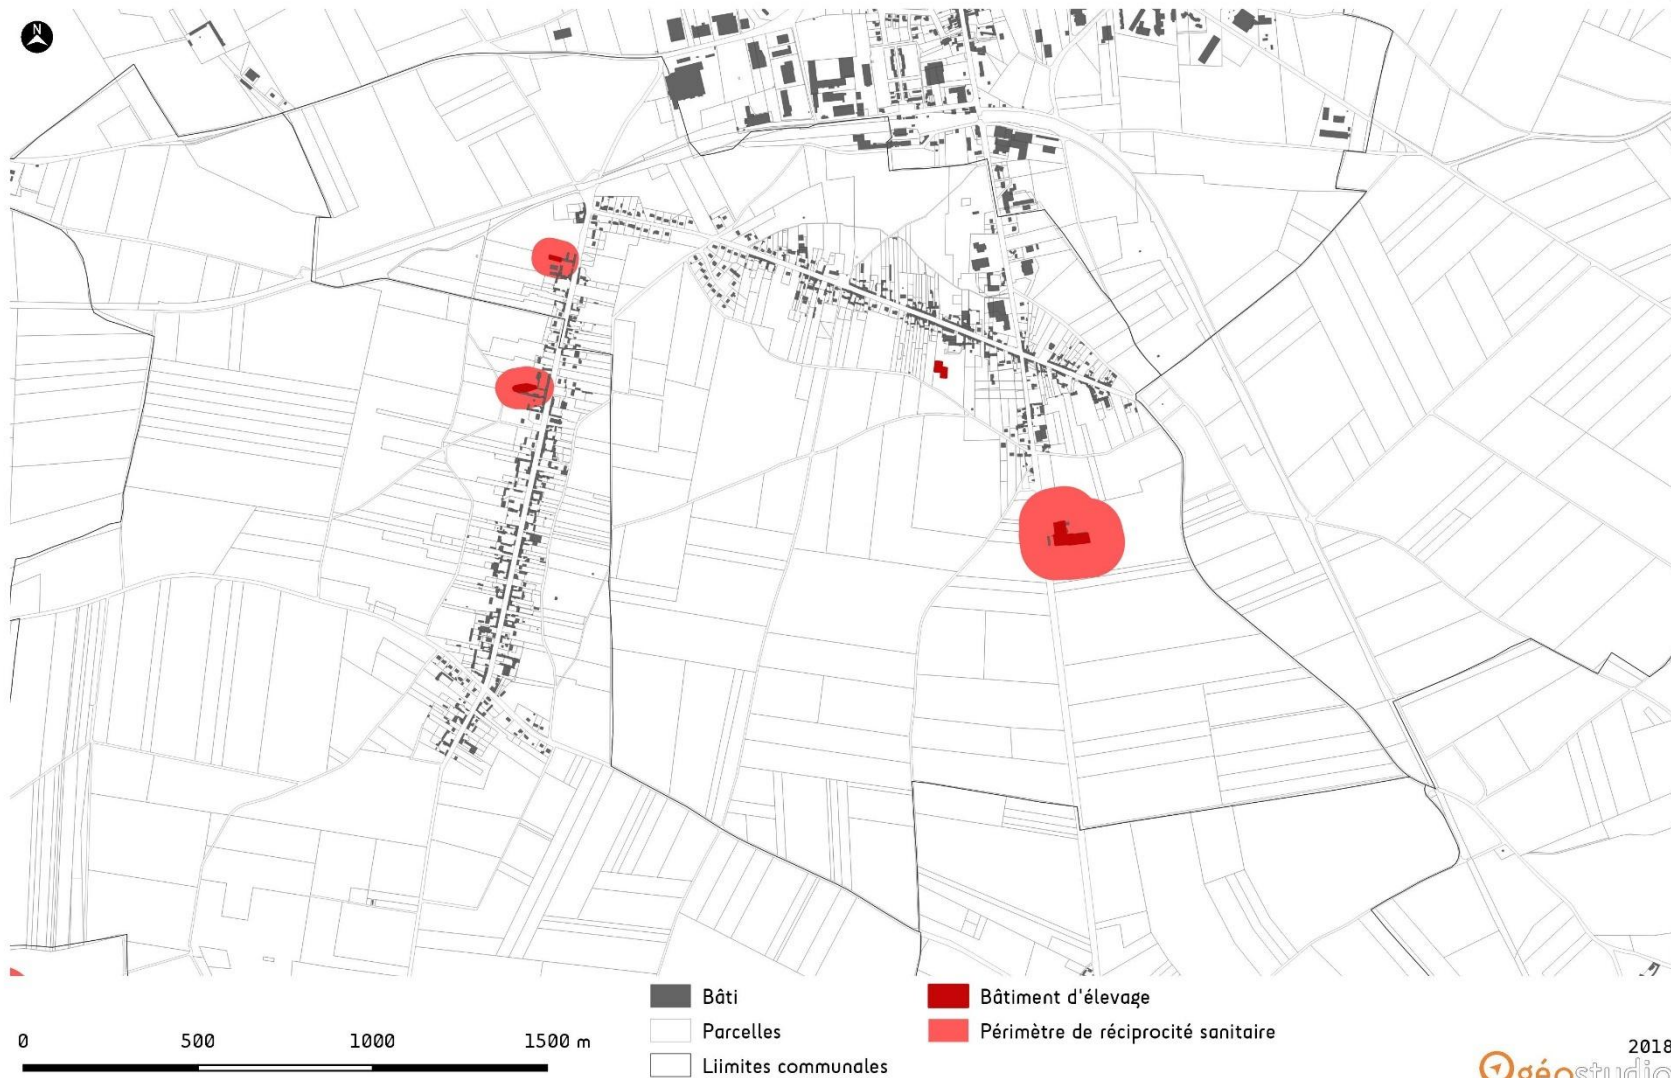 N
Bâti
Bâtiment d'élevage
Parcelles
Périmètre de réciprocité sanitaire
Liimites communales
0 500 1000 1500 m
2018
géostudio